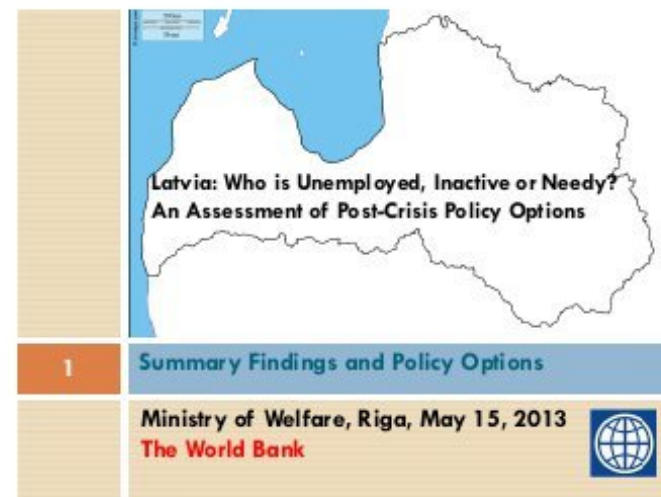 Latvia: Who is Unemployed, Inactive or Needy?
An Assessment of Post-Crisis Policy Options
1
Summary Findings and Policy Options
Ministry of Welfare, Riga, May 15, 2013
The World Bank